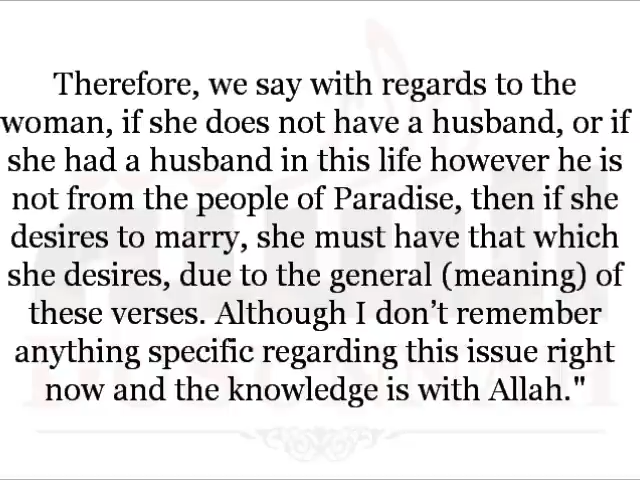 Therefore, we say with regards to the
woman, if she does not have a husband, or if
she had a husband in this life however he is
not from the people of Paradise, then if she
desires to marry, she must have that which
she desires, due to the general (meaning) of
these verses. Although I don’t remember
anything specific regarding this issue right
now and the knowledge is with Allah."